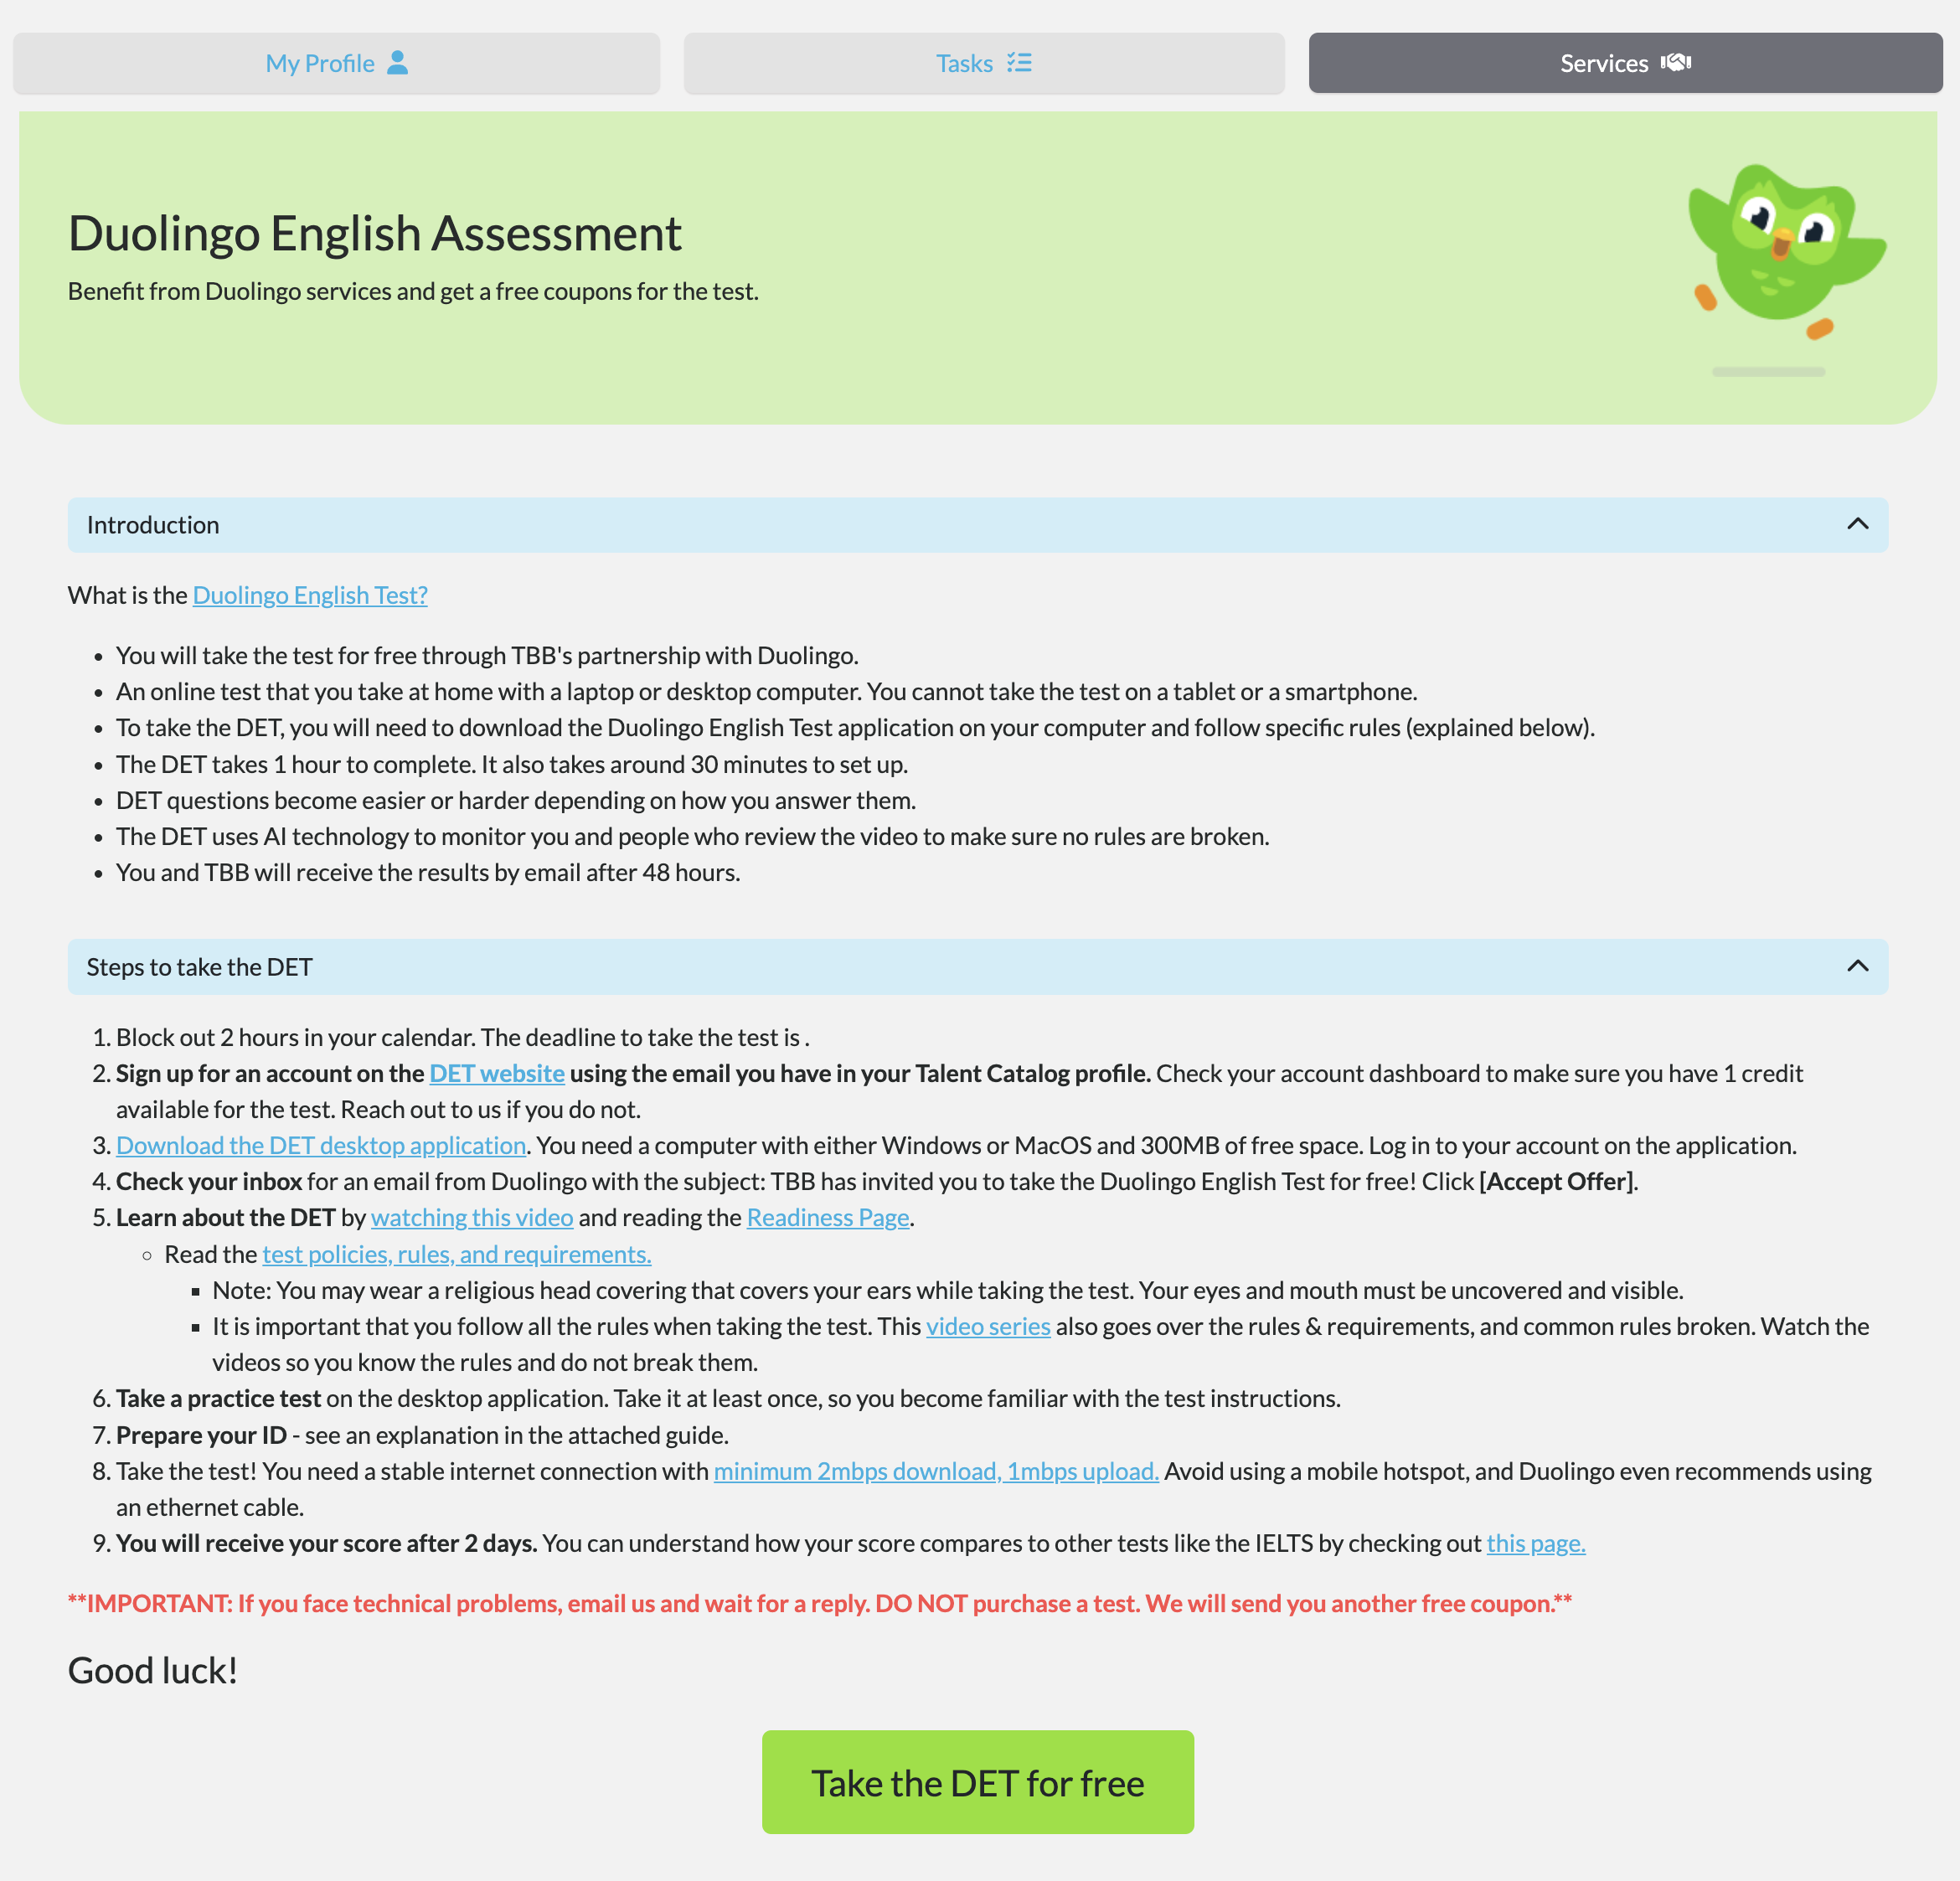 My Profile
Tasks
Services
Duolingo English Assessment
Benefit from Duolingo services and get a free coupons for the test.
Introduction
What is the Duolingo English Test?
• You will take the test for free through TBB's partnership with Duolingo.
• An online test that you take at home with a laptop or desktop computer. You cannot take the test on a tablet or a smartphone.
• To take the DET, you will need to download the Duolingo English Test application on your computer and follow specific rules (explained below).
• The DET takes 1 hour to complete. It also takes around 30 minutes to set up.
• DET questions become easier or harder depending on how you answer them.
• The DET uses AI technology to monitor you and people who review the video to make sure no rules are broken.
• You and TBB will receive the results by email after 48 hours.
Steps to take the DET
1. Block out 2 hours in your calendar. The deadline to take the test is .
2. Sign up for an account on the DET website using the email you have in your Talent Catalog profile. Check your account dashboard to make sure you have 1 credit
available for the test. Reach out to us if you do not.
3. Download the DET desktop application. You need a computer with either Windows or MacOS and 300MB of free space. Log in to your account on the application.
4. Check your inbox for an email from Duolingo with the subject: TBB has invited you to take the Duolingo English Test for free! Click [Accept Offer].
5. Learn about the DET by watching this video and reading the Readiness Page.
◦ Read the test policies, rules, and requirements.
▪ Note: You may wear a religious head covering that covers your ears while taking the test. Your eyes and mouth must be uncovered and visible.
▪ It is important that you follow all the rules when taking the test. This video series also goes over the rules & requirements, and common rules broken. Watch the
videos so you know the rules and do not break them.
6. Take a practice test on the desktop application. Take it at least once, so you become familiar with the test instructions.
7. Prepare your ID - see an explanation in the attached guide.
8. Take the test! You need a stable internet connection with minimum 2mbps download, 1mbps upload. Avoid using a mobile hotspot, and Duolingo even recommends using
an ethernet cable.
9. You will receive your score after 2 days. You can understand how your score compares to other tests like the IELTS by checking out this page.
**IMPORTANT: If you face technical problems, email us and wait for a reply. DO NOT purchase a test. We will send you another free coupon.**
Good luck!
Take the DET for free